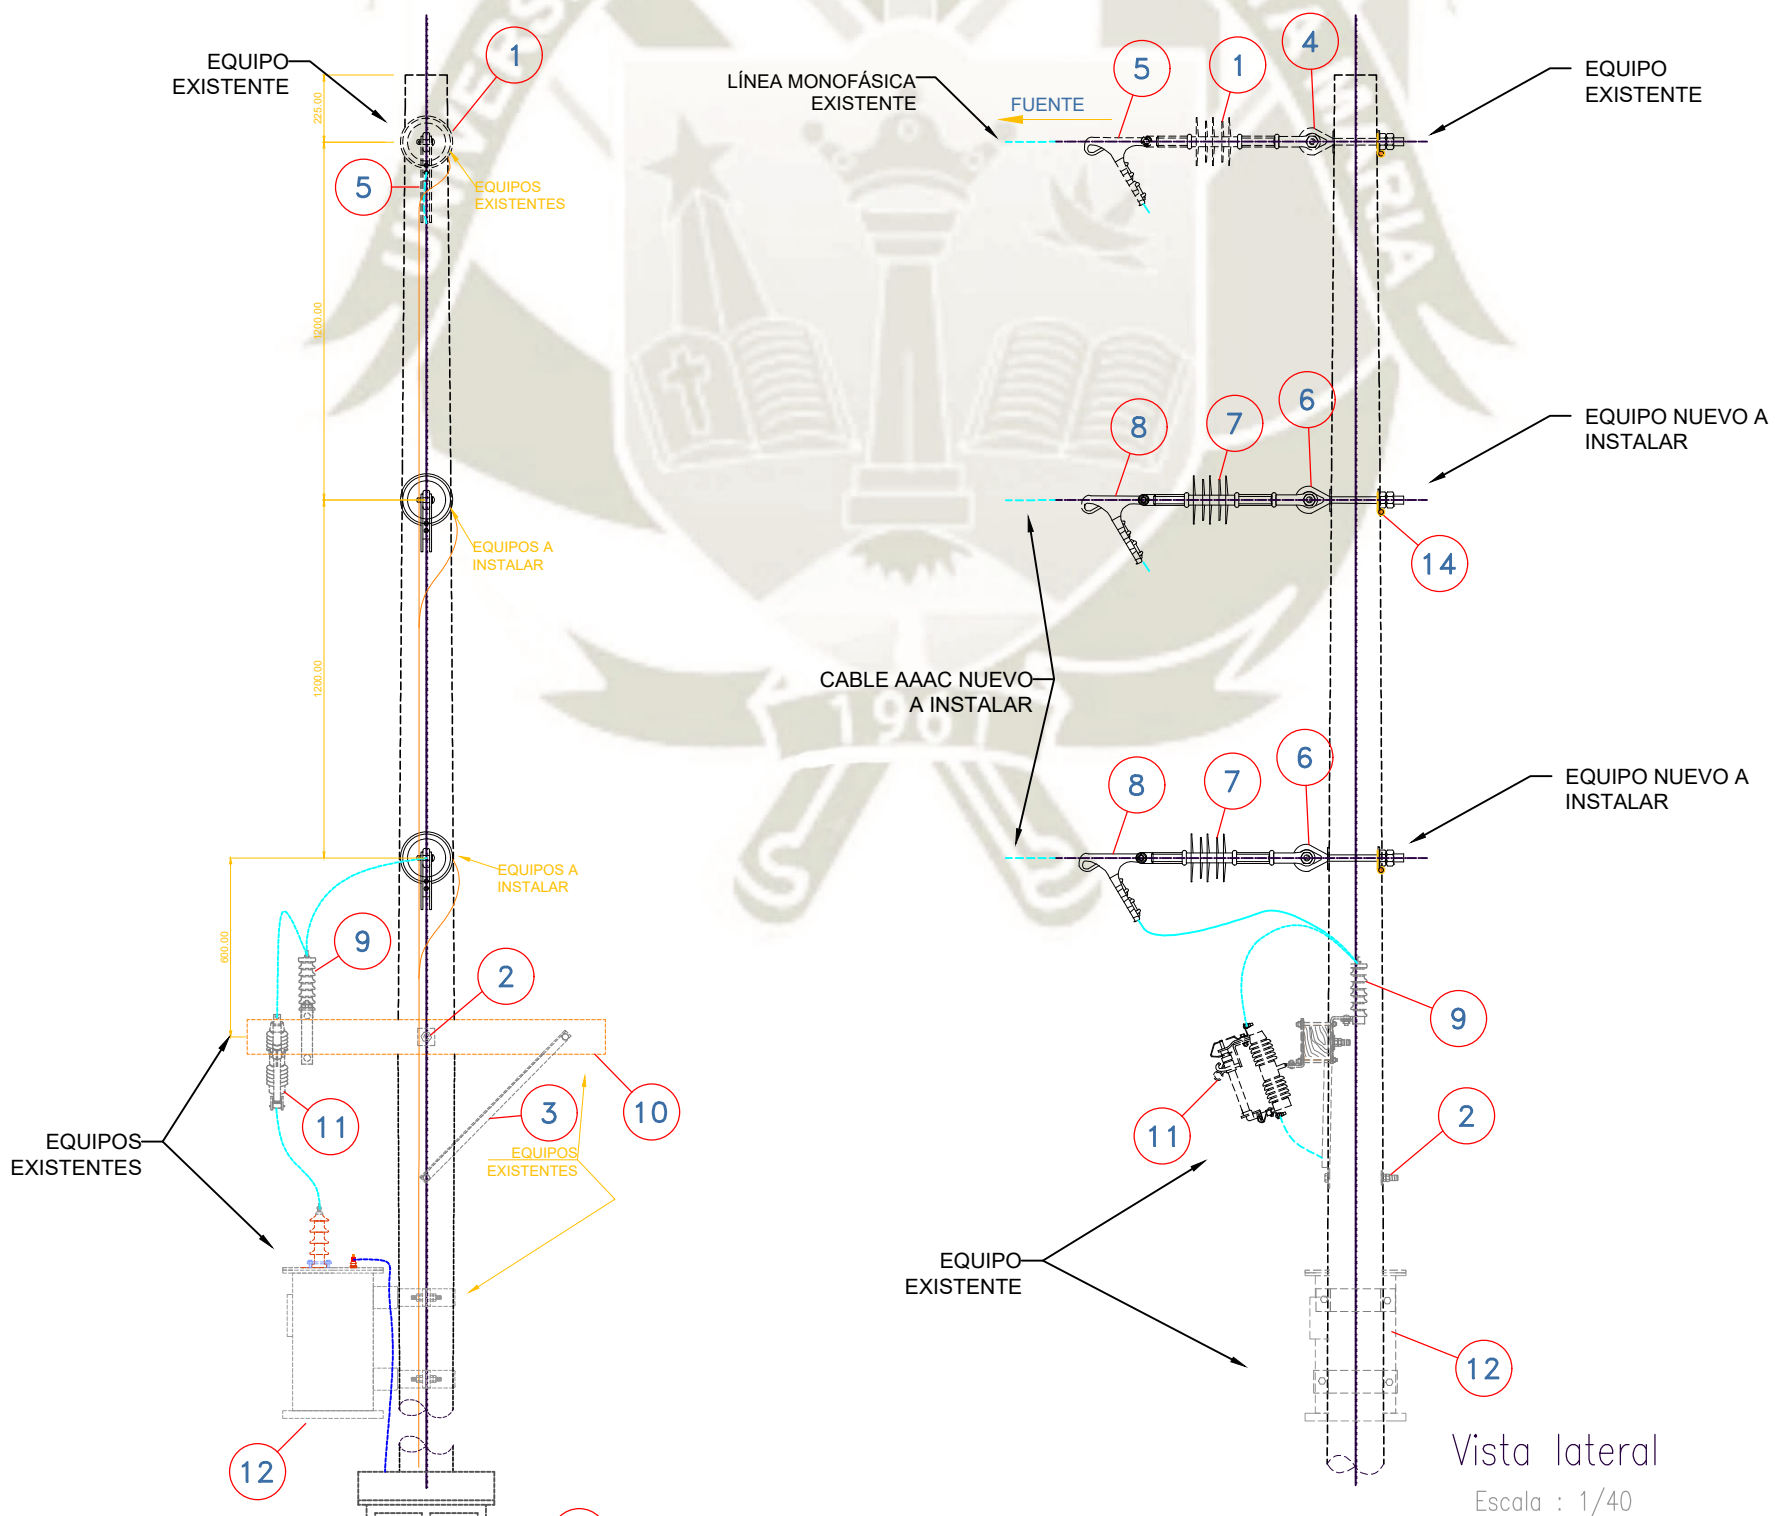 EQUIPO
EXISTENTE
1
225.00
5
EQUIPOS
EXISTENTES
1200.00
EQUIPOS A
INSTALAR
1200.00
EQUIPOS A
INSTALAR
600.00
9
2
3
10
11
EQUIPOS
EXISTENTES
EQUIPOS
EXISTENTES
12
LÍNEA MONOFÁSICA
EXISTENTE
FUENTE
5
1
4
EQUIPO
EXISTENTE
8
7
6
EQUIPO NUEVO A
INSTALAR
14
CABLE AAAC NUEVO
A INSTALAR
1961
8
7
6
EQUIPO NUEVO A
INSTALAR
9
11
2
EQUIPO
EXISTENTE
12
Vista lateral
Escala : 1/40